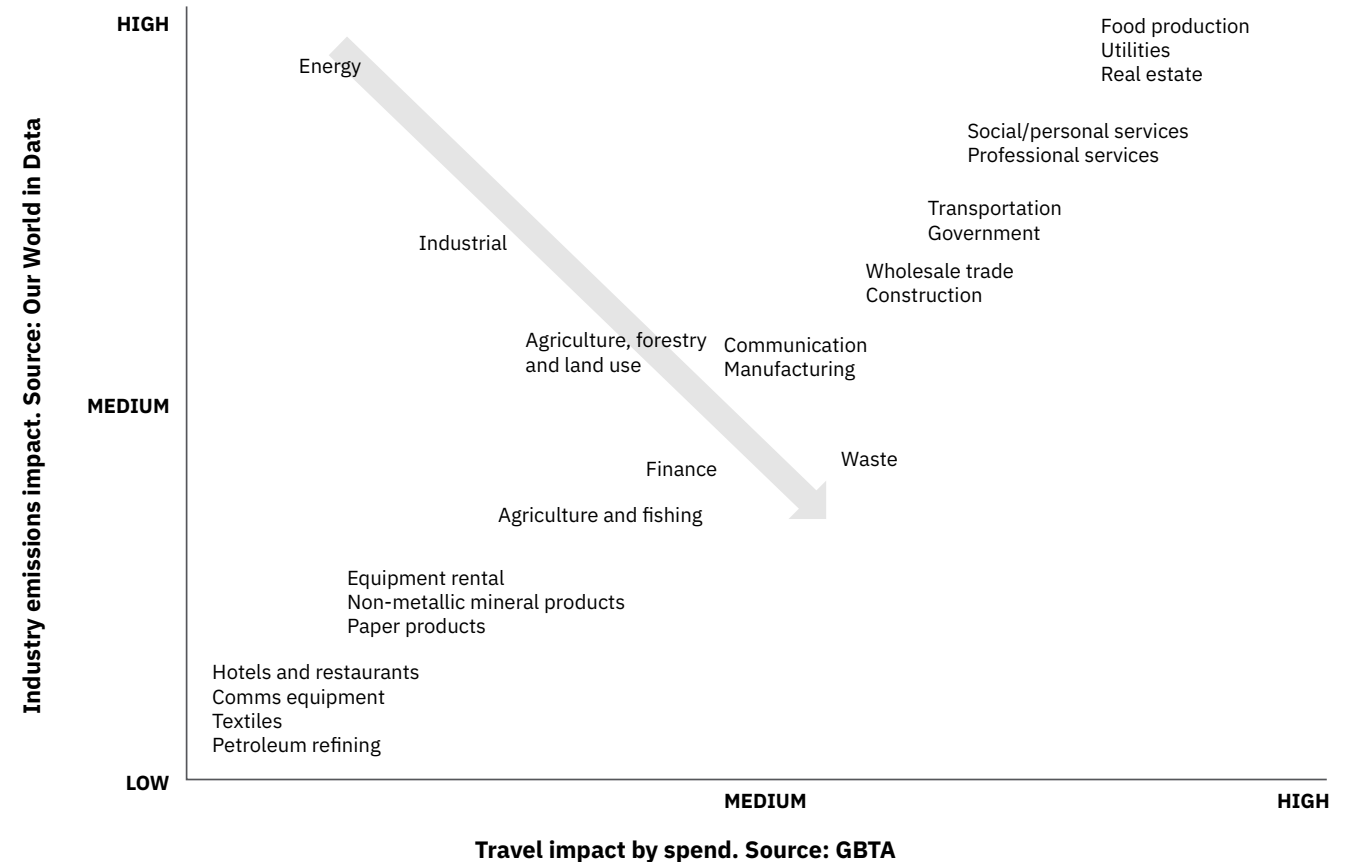 HIGH
Food production
Utilities
Real estate
Energy
Social/personal services
Professional services
Transportation
Government
Industrial
Wholesale trade
Construction
Agriculture, forestry
and land use
Communication
Manufacturing
MEDIUM
Waste
Finance
Agriculture and fishing
Equipment rental
Non-metallic mineral products
Paper products
Hotels and restaurants
Comms equipment
Textiles
Petroleum refining
LOW
MEDIUM
HIGH
Industry emissions impact. Source: Our World in Data
Travel impact by spend. Source: GBTA